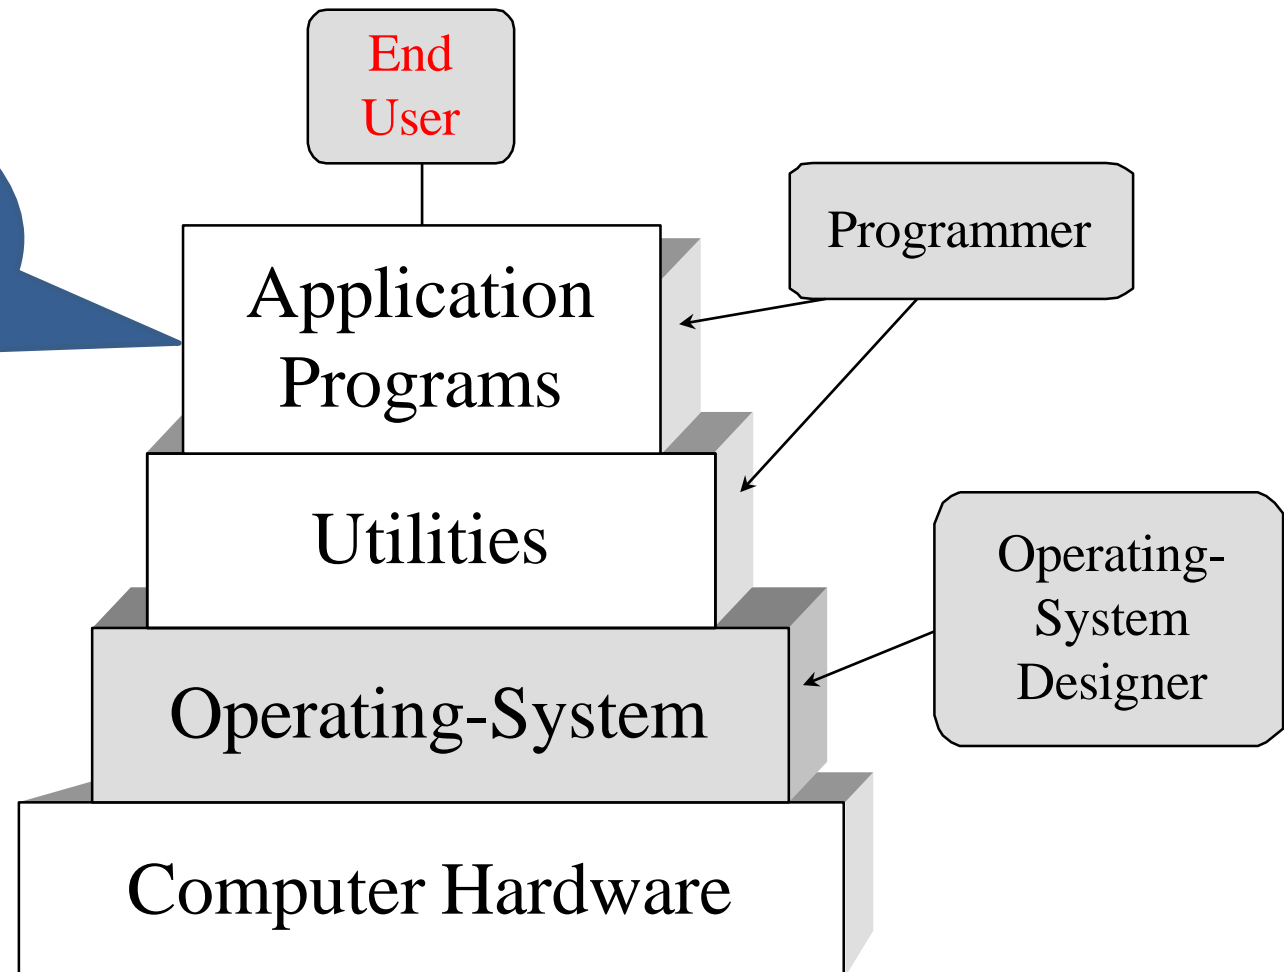 End
User
Programmer
Application
Programs
Utilities
Operating-
System
Designer
Operating-System
Computer Hardware